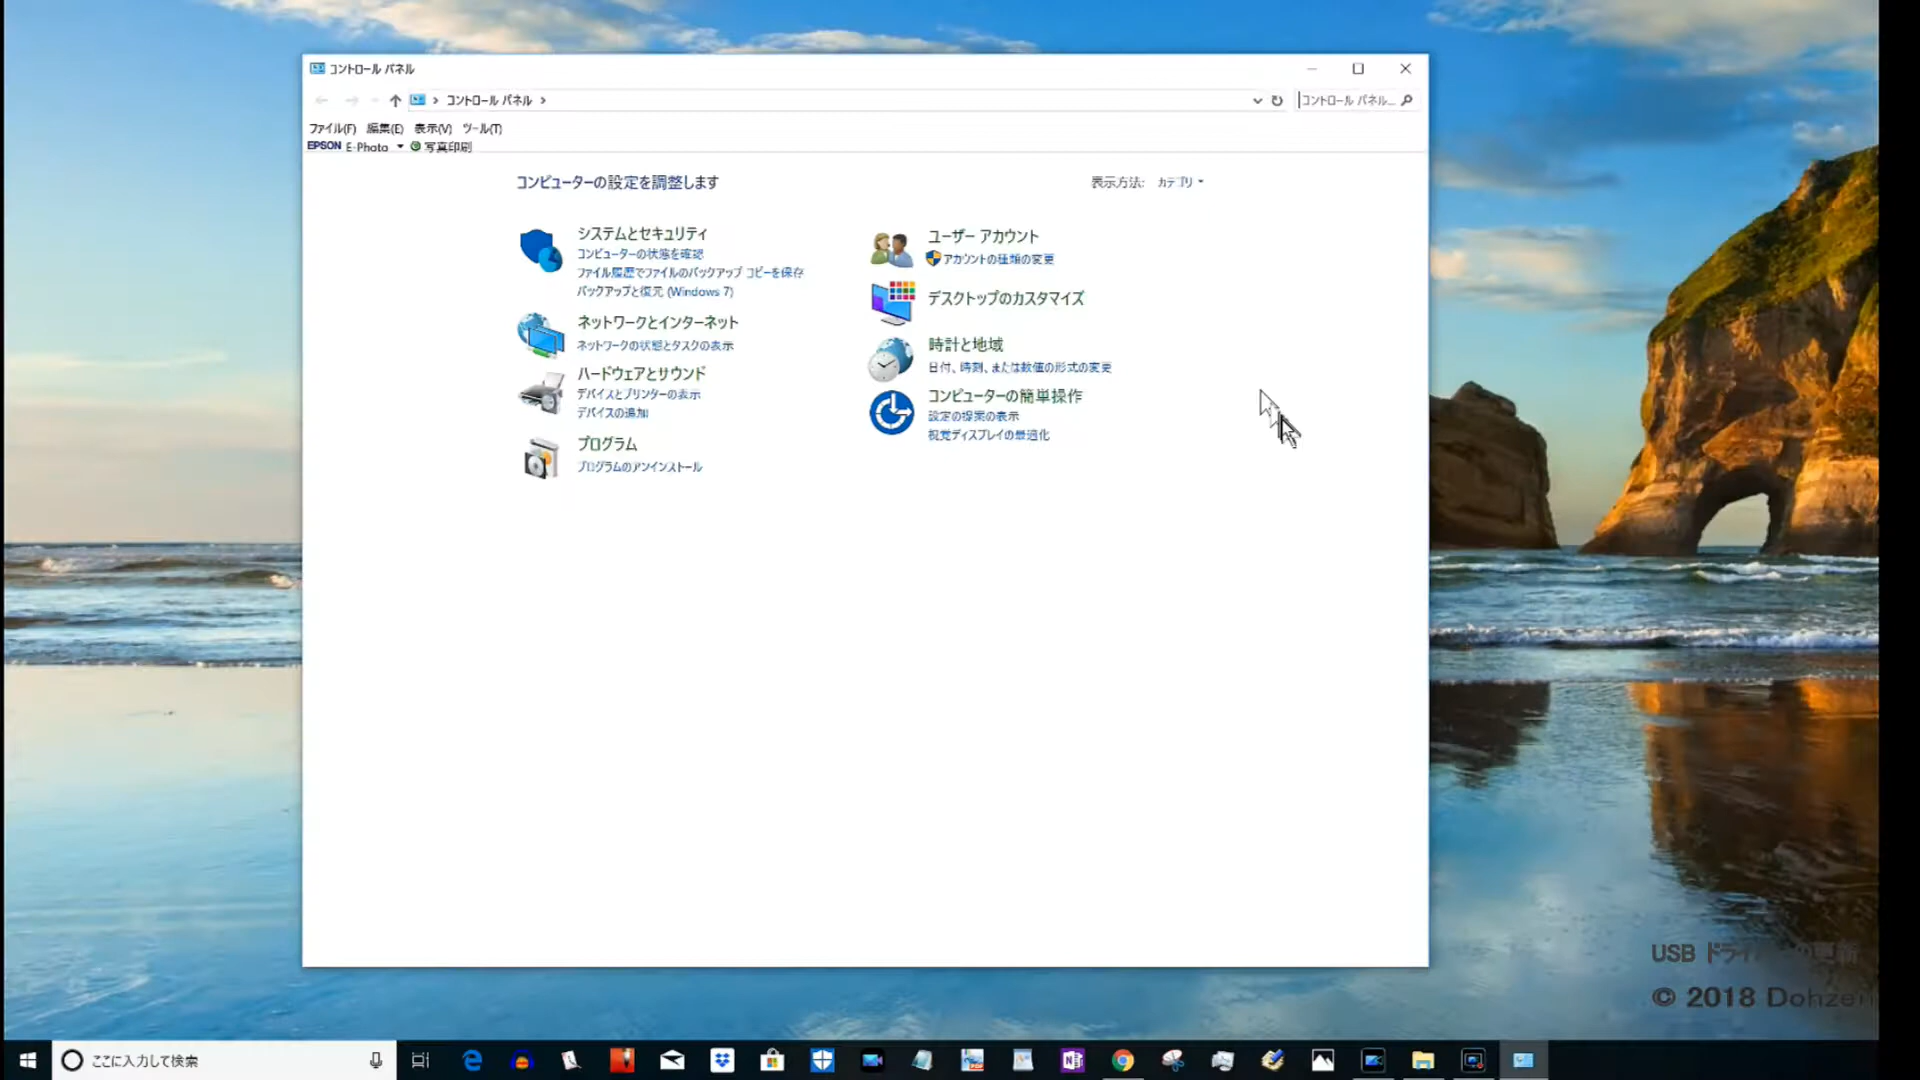 コントロール パネル
コントロール パネル
コントロール パネル...
ファイル(F) 編集(E) 表示(V) ツール(T)
EPSON E-Photo 写真印刷
コンピューターの設定を調整します
表示方法: カテゴリ
システムとセキュリティ
コンピューターの状態を確認
ファイル履歴でファイルのバックアップ コピーを保存
バックアップと復元 (Windows 7)
ネットワークとインターネット
ネットワークの状態とタスクの表示
ハードウェアとサウンド
デバイスとプリンターの表示
デバイスの追加
プログラム
プログラムのアンインストール
ユーザー アカウント
アカウントの種類の変更
デスクトップのカスタマイズ
時計と地域
日付、時刻、または数値の形式の変更
コンピューターの簡単操作
設定の提案の表示
視覚ディスプレイの最適化
USB ドライバーの更新
© 2018 Dohzen
ここに入力して検索